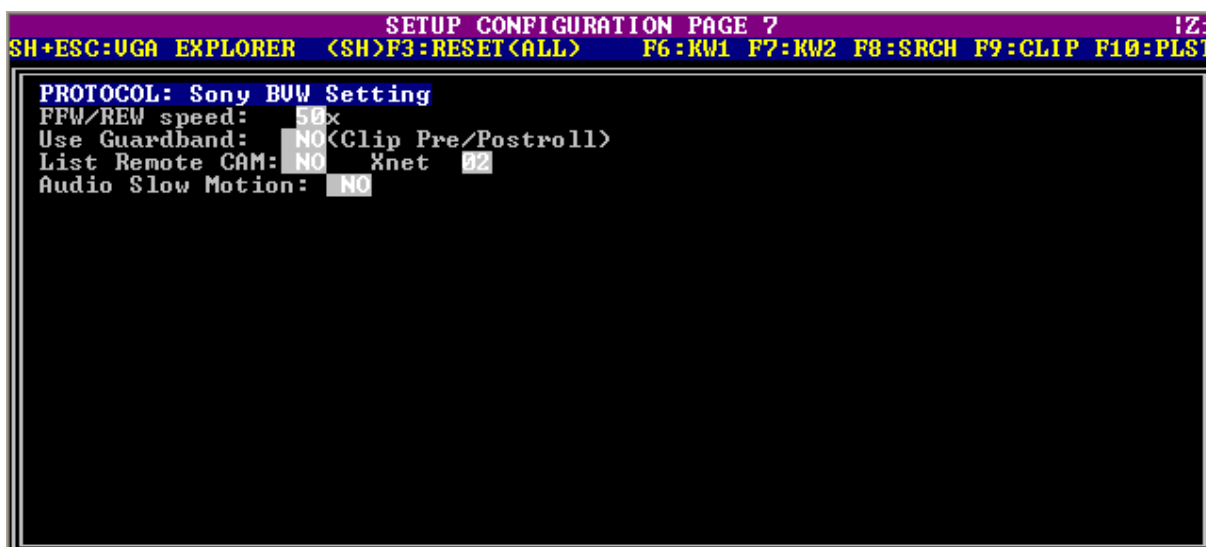 SETUP CONFIGURATION PAGE 7 ¦Z:
SH+ESC:VGA EXPLORER (SH)F3:RESET(ALL) F6:KW1 F7:KW2 F8:SRCH F9:CLIP F10:PLST
PROTOCOL: Sony BVW Setting
FFW/REW speed: 50x
Use Guardband: NO(Clip Pre/Postroll)
List Remote CAM: NO Xnet 02
Audio Slow Motion: NO